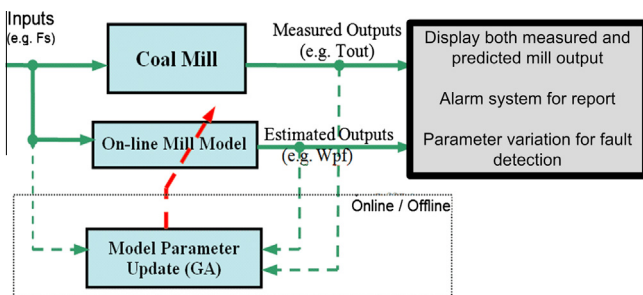 Inputs
(e.g. Fs)
Coal Mill
Measured Outputs
(e.g. Tout)
On-line Mill Model
Estimated Outputs
(e.g. Wpf)
Display both measured and
predicted mill output
Alarm system for report
Parameter variation for fault
detection
Online / Offline
Model Parameter
Update (GA)